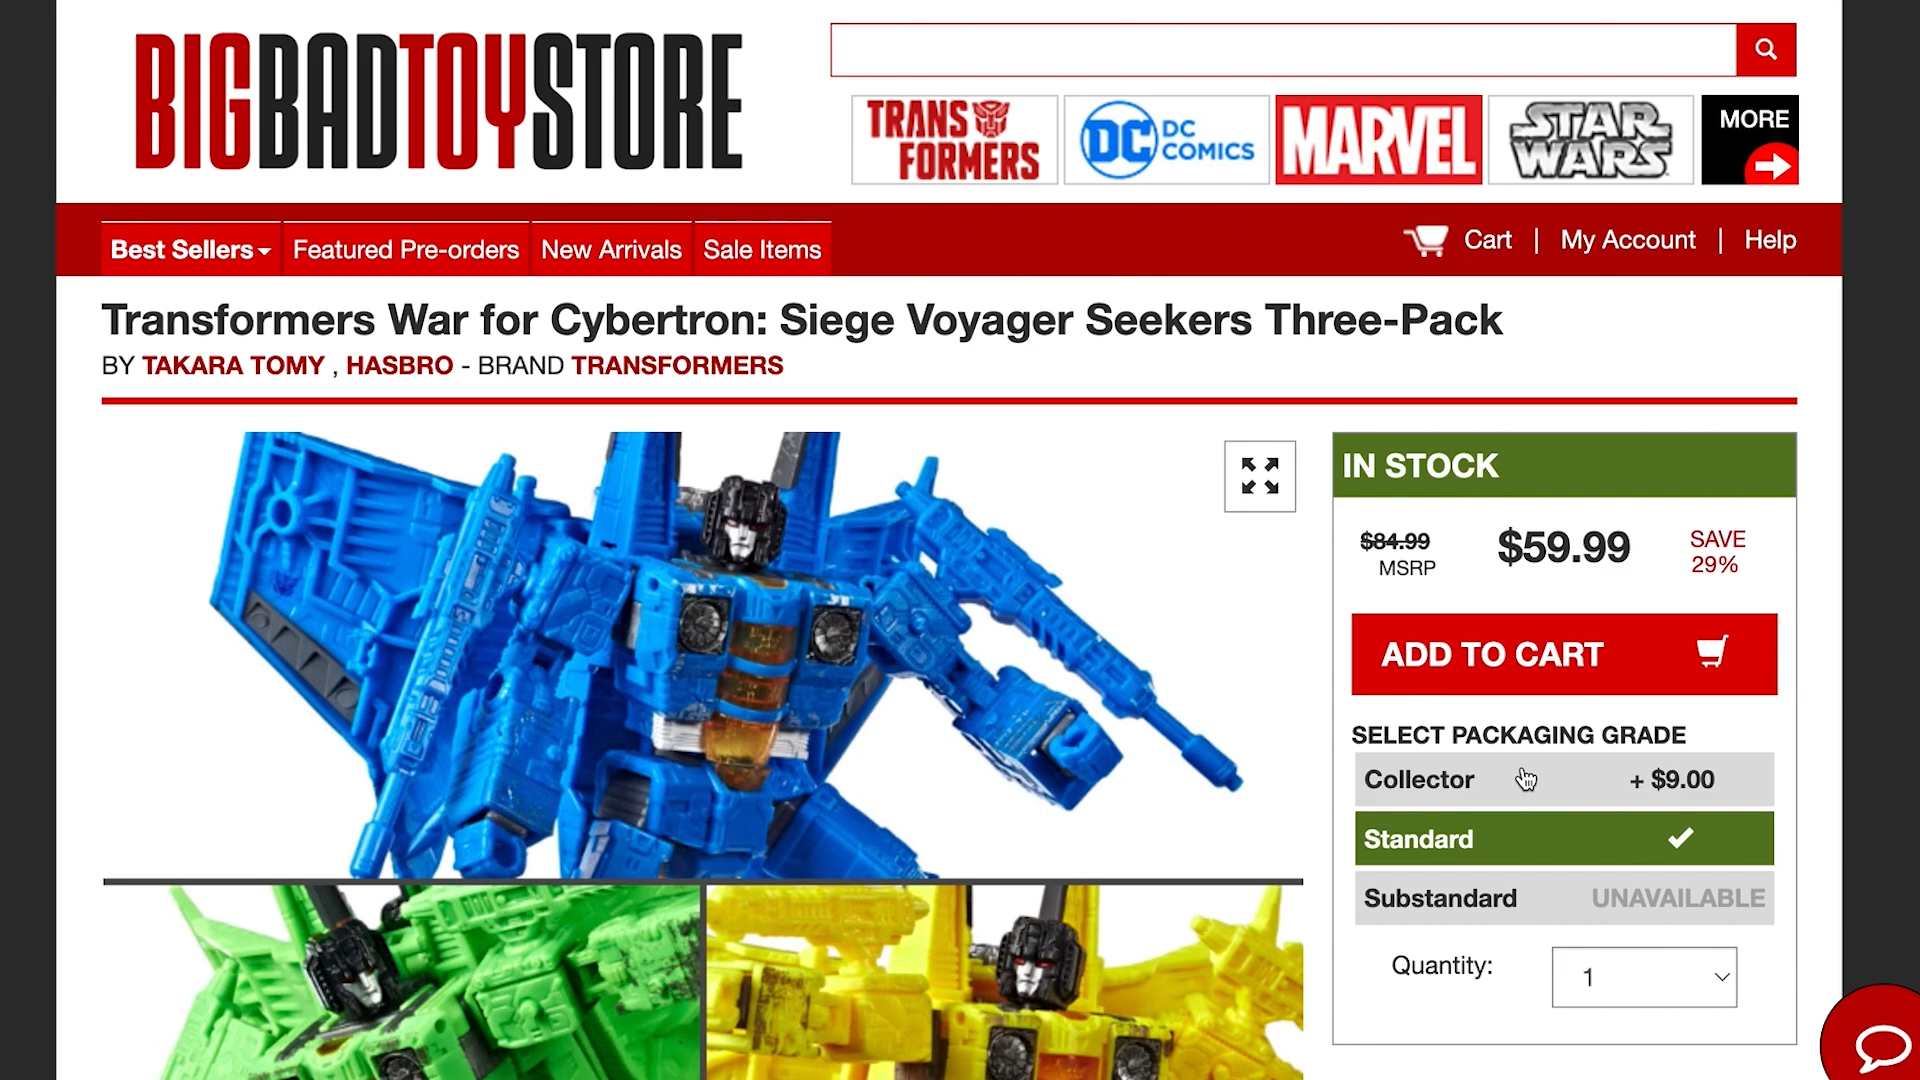 BIGBADTOYSTORE
TRANSFORMERS
DC DC COMICS
MARVEL
STAR WARS
MORE
Best Sellers
Featured Pre-orders
New Arrivals
Sale Items
Cart | My Account | Help
Transformers War for Cybertron: Siege Voyager Seekers Three-Pack
BY TAKARA TOMY , HASBRO - BRAND TRANSFORMERS
IN STOCK
$84.99 MSRP
$59.99
SAVE 29%
ADD TO CART
SELECT PACKAGING GRADE
Collector + $9.00
Standard
Substandard UNAVAILABLE
Quantity: 1